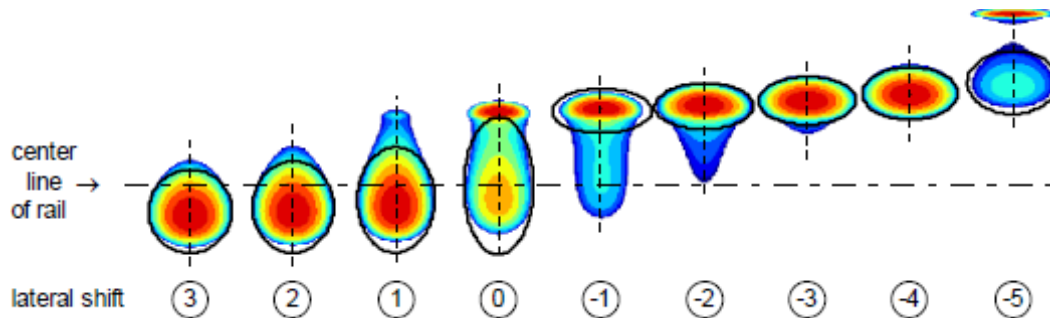 center
line →
of rail
lateral shift 3 2 1 0 -1 -2 -3 -4 -5